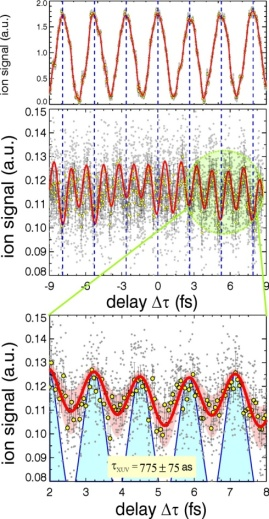 ion signal (a.u.)
2.0
1.5
1.0
0.5
0.0
ion signal (a.u.)
0.15
0.14
0.13
0.12
0.11
0.10
0.09
0.08
-9 -6 -3 0 3 6 9
delay Δτ (fs)
ion signal (a.u.)
0.15
0.14
0.13
0.12
0.11
0.10
0.09
0.08
τXUV = 775 ± 75 as
2 3 4 5 6 7 8
delay Δτ (fs)